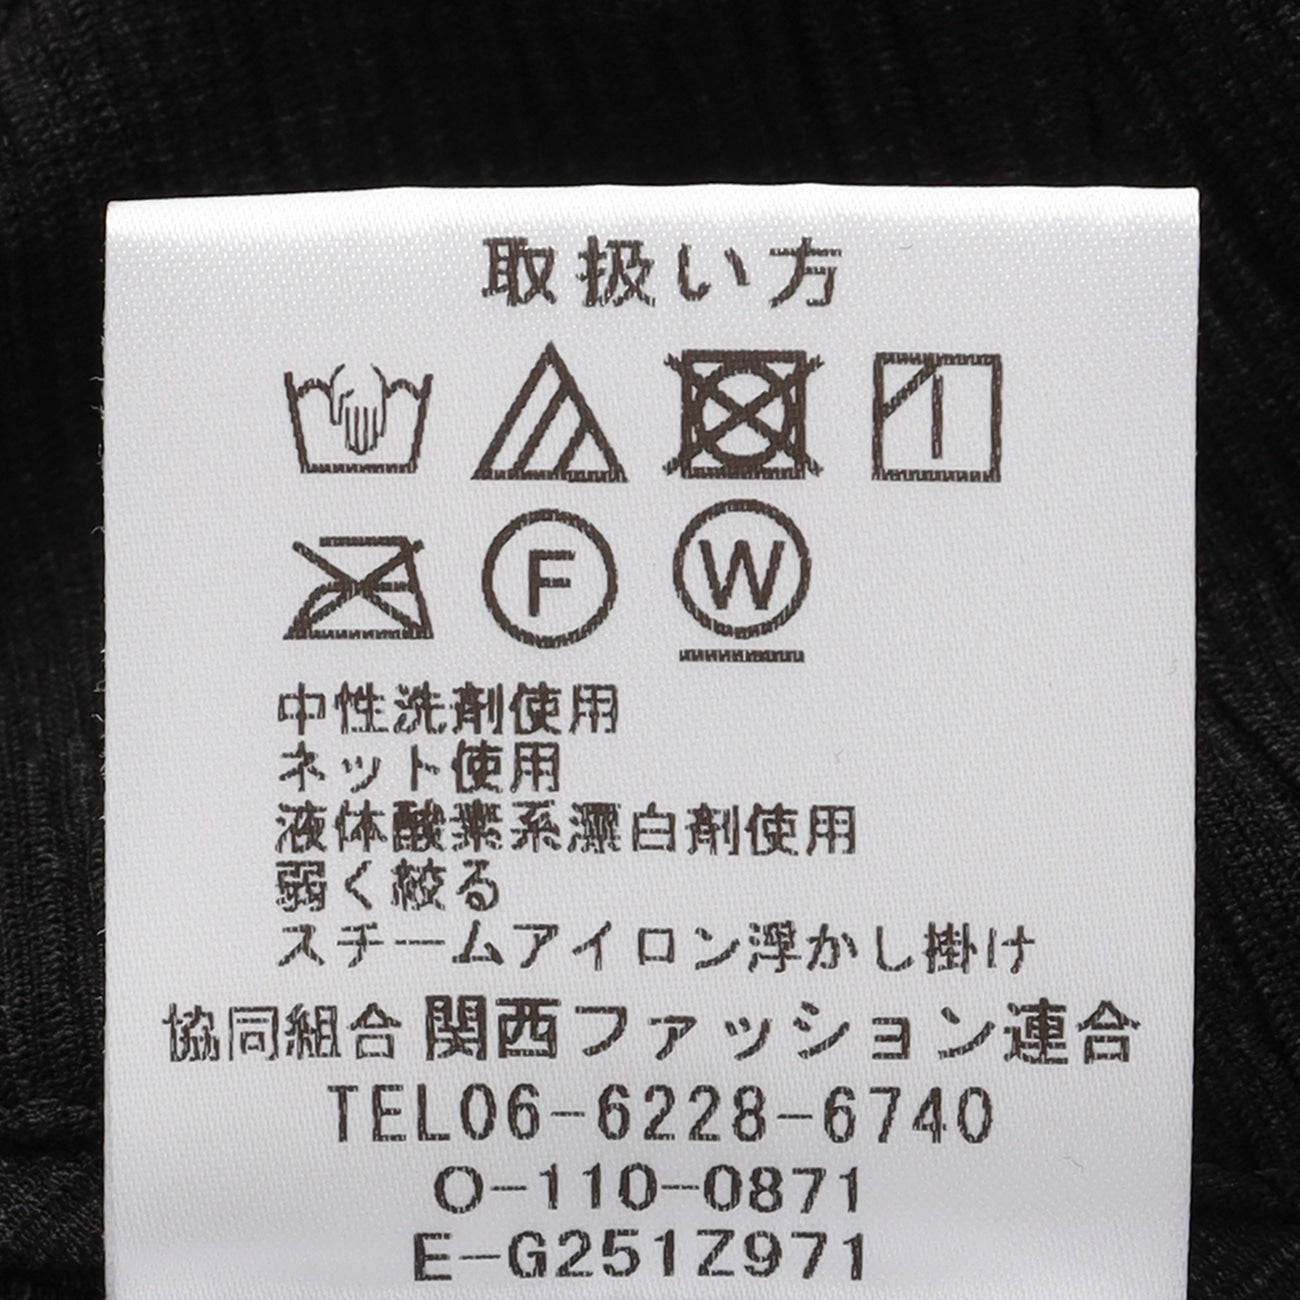 取扱い方
F W
中性洗剤使用
ネット使用
液体酸素系漂白剤使用
弱く絞る
スチームアイロン浮かし掛け
協同組合 関西ファッション連合
TEL06-6228-6740
O-110-0871
E-G251Z971